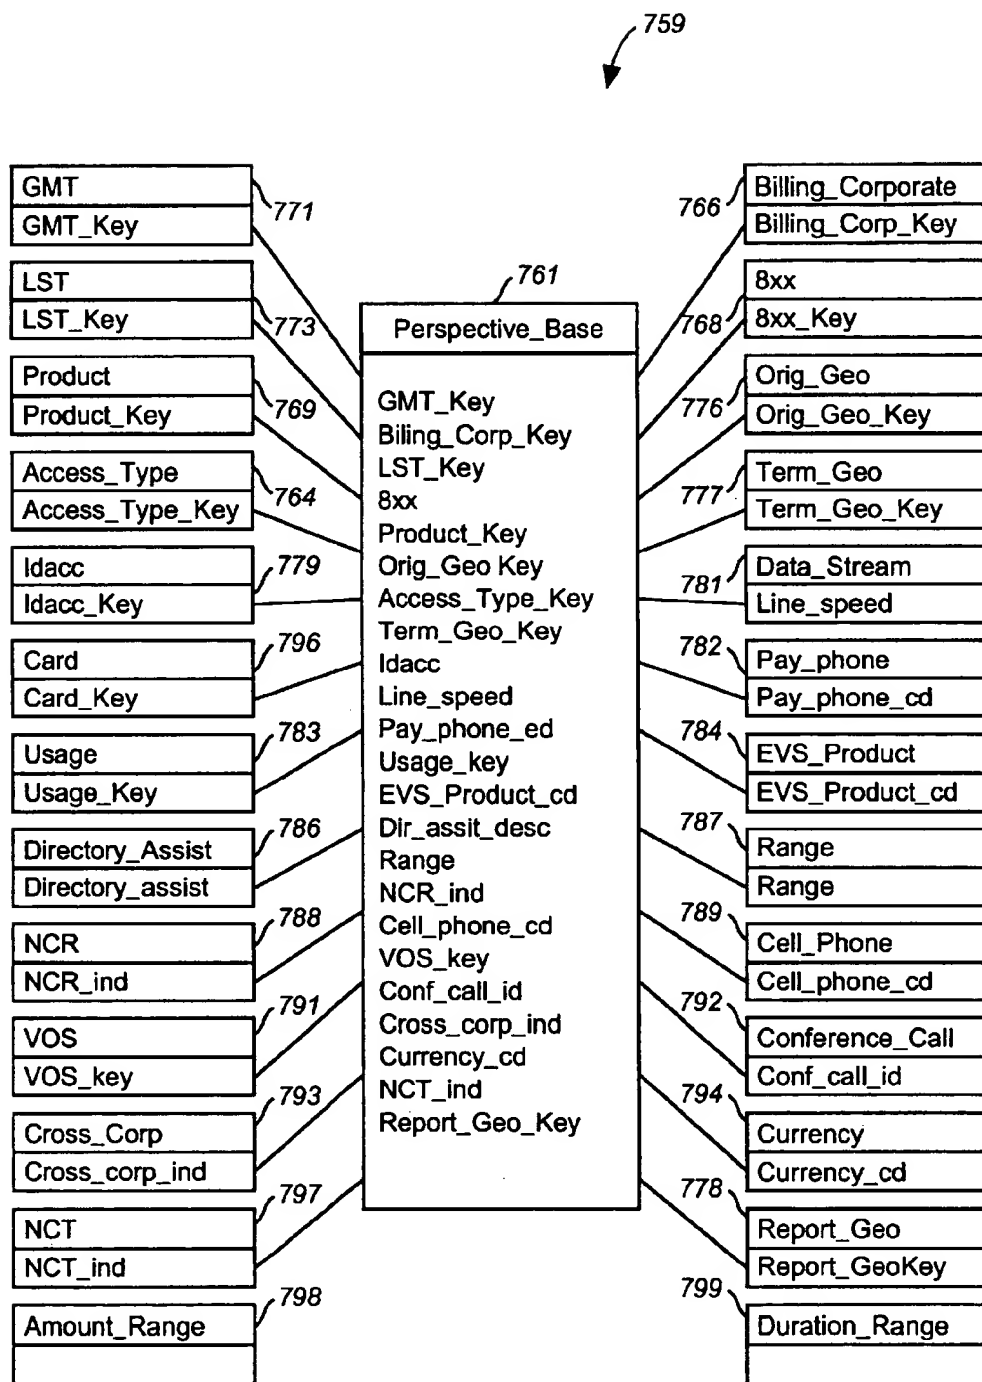 759
GMT
GMT_Key
771
LST
LST_Key
773
Product
Product_Key
769
Access_Type
Access_Type_Key
764
Idacc
Idacc_Key
779
Card
Card_Key
796
Usage
Usage_Key
783
Directory_Assist
Directory_assist
786
NCR
NCR_ind
788
VOS
VOS_key
791
Cross_Corp
Cross_corp_ind
793
NCT
NCT_ind
797
Amount_Range
798
761
Perspective_Base
GMT_Key
Biling_Corp_Key
LST_Key
8xx
Product_Key
Orig_Geo Key
Access_Type_Key
Term_Geo_Key
Idacc
Line_speed
Pay_phone_ed
Usage_key
EVS_Product_cd
Dir_assit_desc
Range
NCR_ind
Cell_phone_cd
VOS_key
Conf_call_id
Cross_corp_ind
Currency_cd
NCT_ind
Report_Geo_Key
766
Billing_Corporate
Billing_Corp_Key
768
8xx
8xx_Key
776
Orig_Geo
Orig_Geo_Key
777
Term_Geo
Term_Geo_Key
781
Data_Stream
Line_speed
782
Pay_phone
Pay_phone_cd
784
EVS_Product
EVS_Product_cd
787
Range
Range
789
Cell_Phone
Cell_phone_cd
792
Conference_Call
Conf_call_id
794
Currency
Currency_cd
778
Report_Geo
Report_GeoKey
799
Duration_Range